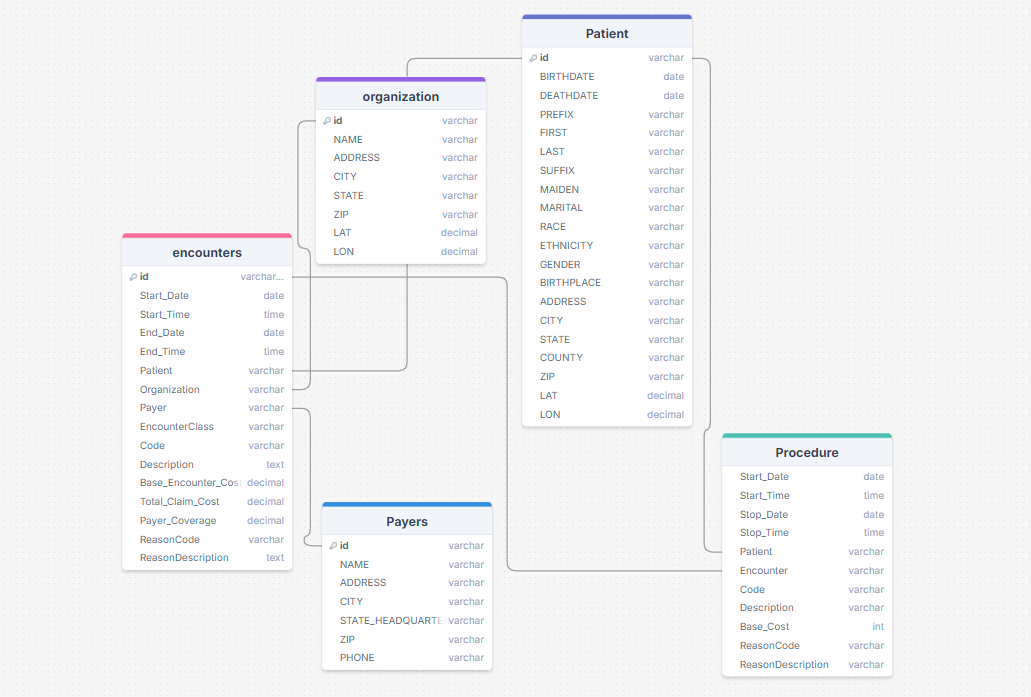 Patient
id varchar
BIRTHDATE date
DEATHDATE date
PREFIX varchar
FIRST varchar
LAST varchar
SUFFIX varchar
MAIDEN varchar
MARITAL varchar
RACE varchar
ETHNICITY varchar
GENDER varchar
BIRTHPLACE varchar
ADDRESS varchar
CITY varchar
STATE varchar
COUNTY varchar
ZIP varchar
LAT decimal
LON decimal
organization
id varchar
NAME varchar
ADDRESS varchar
CITY varchar
STATE varchar
ZIP varchar
LAT decimal
LON decimal
encounters
id varchar...
Start_Date date
Start_Time time
End_Date date
End_Time time
Patient varchar
Organization varchar
Payer varchar
EncounterClass varchar
Code varchar
Description text
Base_Encounter_Cos decimal
Total_Claim_Cost decimal
Payer_Coverage decimal
ReasonCode varchar
ReasonDescription text
Payers
id varchar
NAME varchar
ADDRESS varchar
CITY varchar
STATE_HEADQUARTE varchar
ZIP varchar
PHONE varchar
Procedure
Start_Date date
Start_Time time
Stop_Date date
Stop_Time time
Patient varchar
Encounter varchar
Code varchar
Description varchar
Base_Cost int
ReasonCode varchar
ReasonDescription varchar